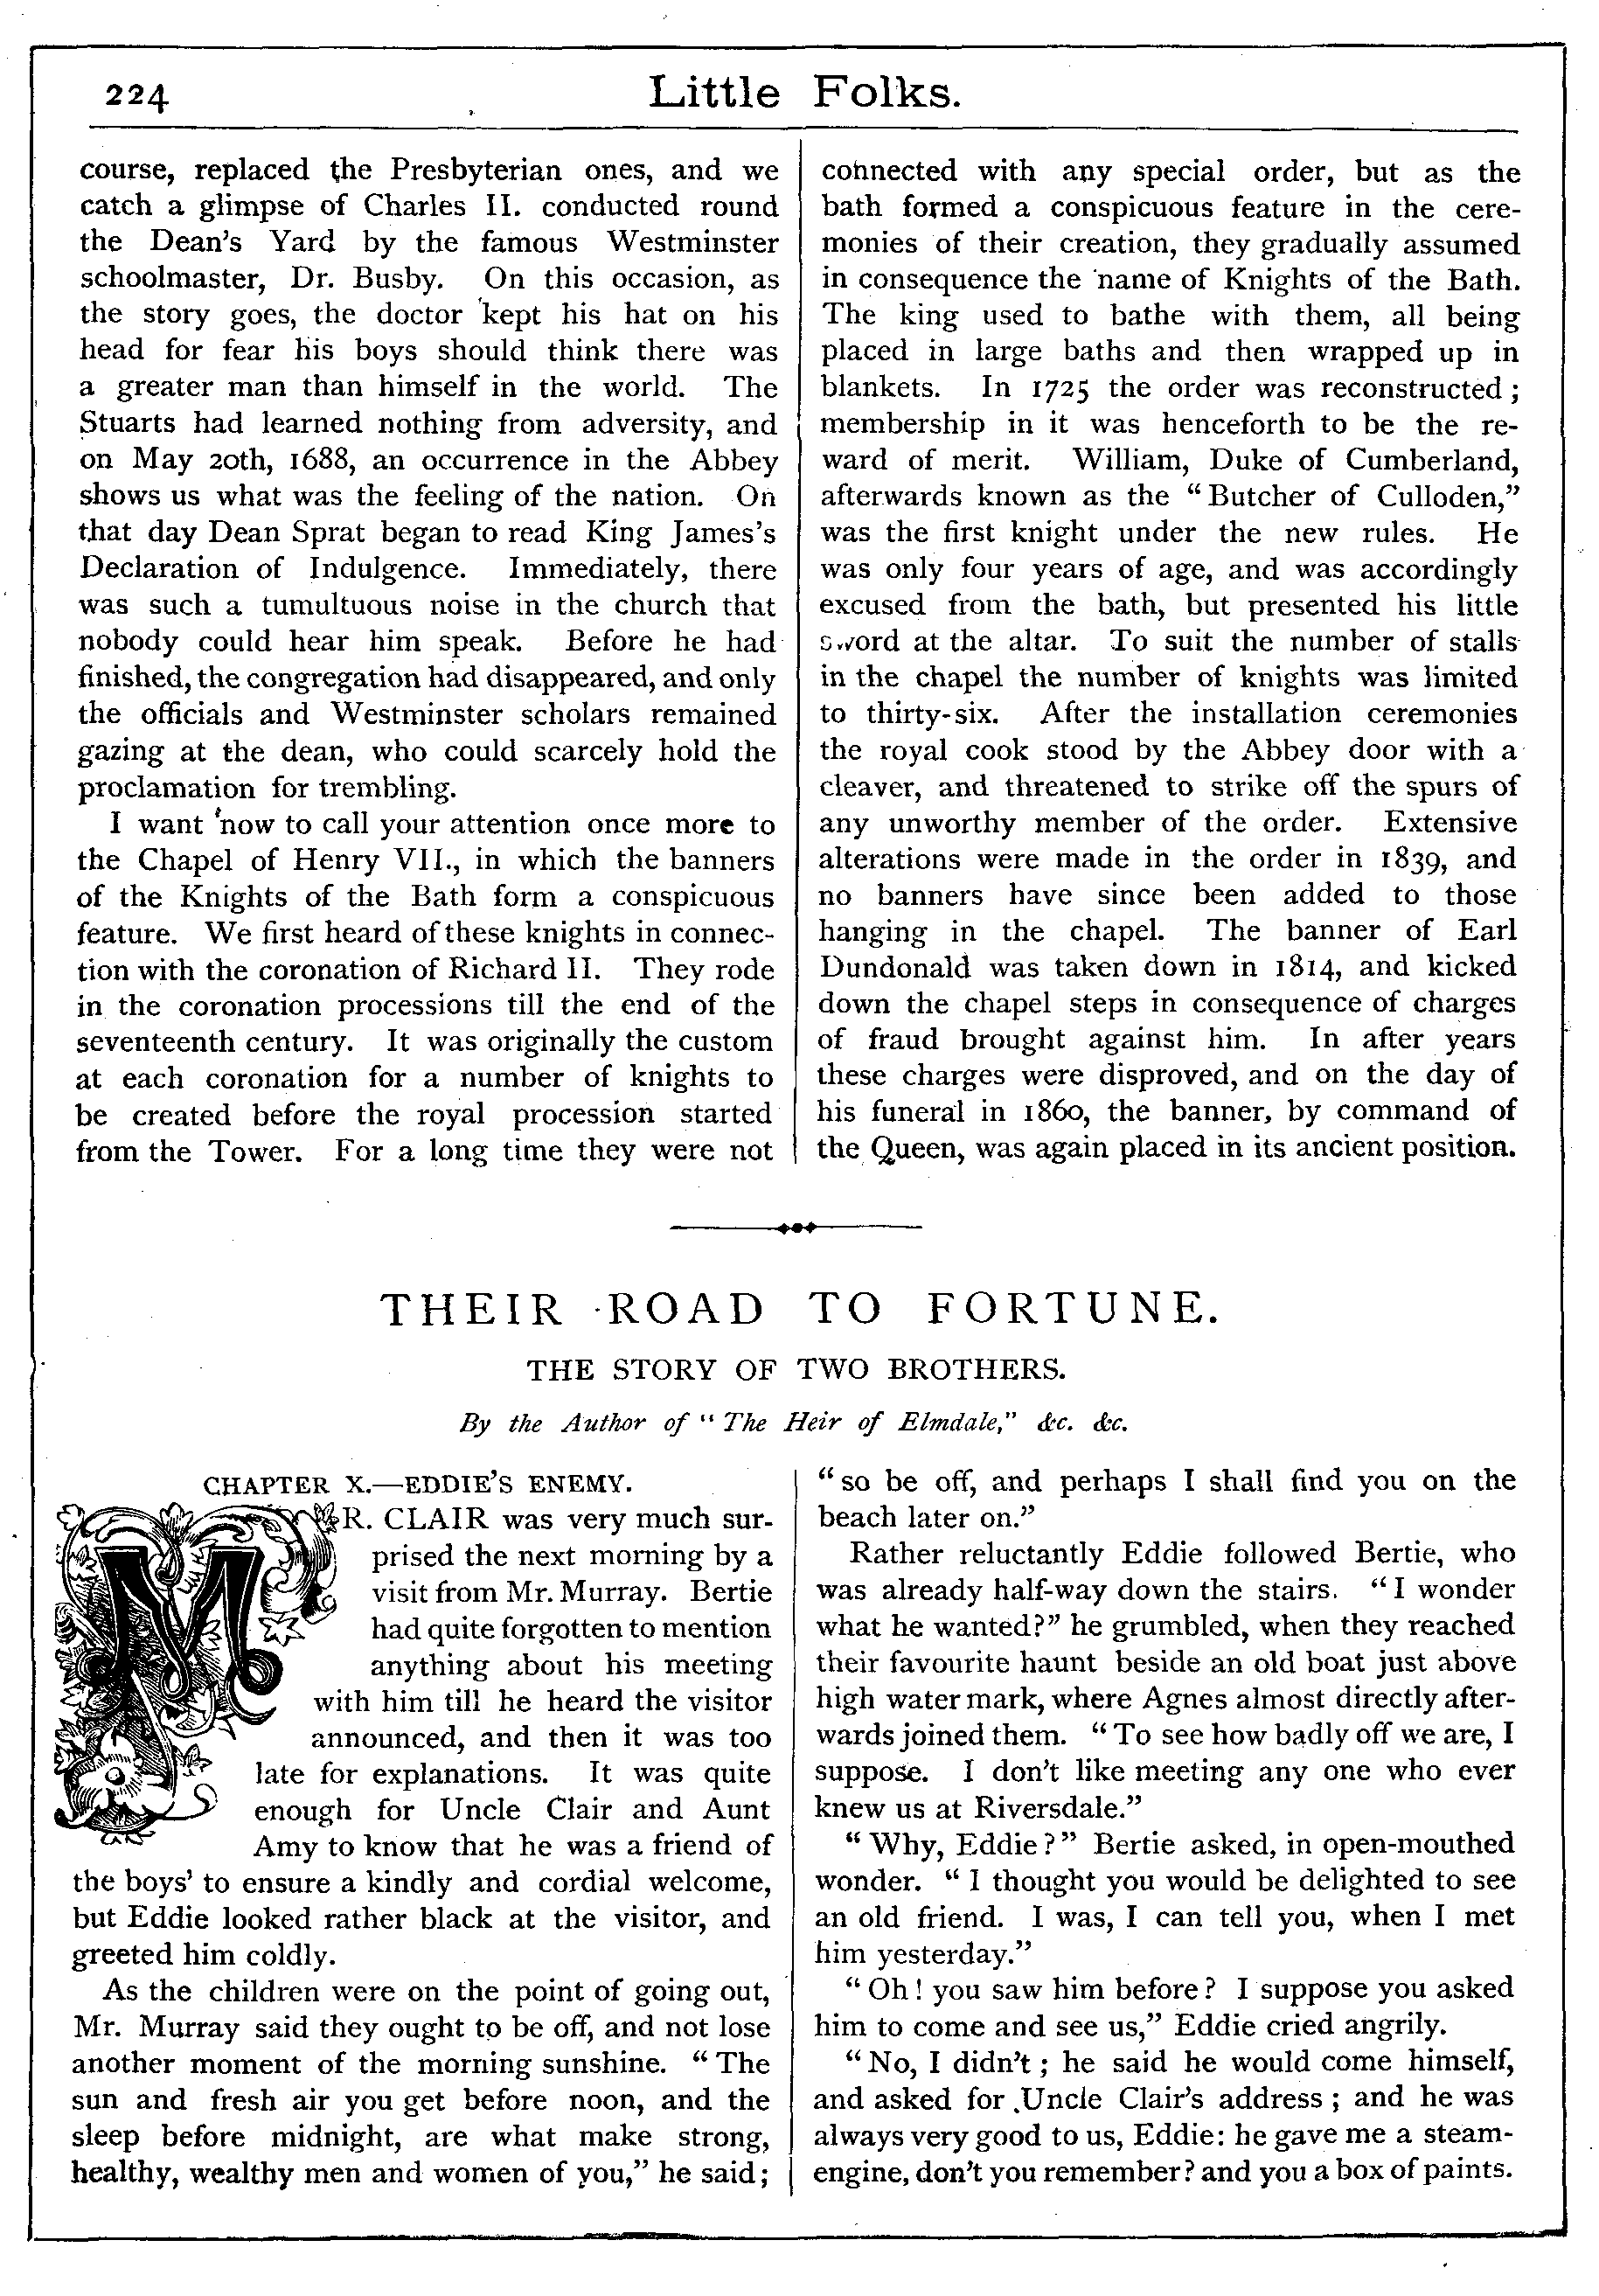 224
Little Folks.
course, replaced the Presbyterian ones, and we
catch a glimpse of Charles II. conducted round
the Dean's Yard by the famous Westminster
schoolmaster, Dr. Busby. On this occasion, as
the story goes, the doctor kept his hat on his
head for fear his boys should think there was
a greater man than himself in the world. The
Stuarts had learned nothing from adversity, and
on May 20th, 1688, an occurrence in the Abbey
shows us what was the feeling of the nation. On
that day Dean Sprat began to read King James's
Declaration of Indulgence. Immediately, there
was such a tumultuous noise in the church that
nobody could hear him speak. Before he had
finished, the congregation had disappeared, and only
the officials and Westminster scholars remained
gazing at the dean, who could scarcely hold the
proclamation for trembling.
I want now to call your attention once more to
the Chapel of Henry VII., in which the banners
of the Knights of the Bath form a conspicuous
feature. We first heard of these knights in connec-
tion with the coronation of Richard II. They rode
in the coronation processions till the end of the
seventeenth century. It was originally the custom
at each coronation for a number of knights to
be created before the royal procession started
from the Tower. For a long time they were not
connected with any special order, but as the
bath formed a conspicuous feature in the cere-
monies of their creation, they gradually assumed
in consequence the name of Knights of the Bath.
The king used to bathe with them, all being
placed in large baths and then wrapped up in
blankets. In 1725 the order was reconstructed;
membership in it was henceforth to be the re-
ward of merit. William, Duke of Cumberland,
afterwards known as the "Butcher of Culloden,"
was the first knight under the new rules. He
was only four years of age, and was accordingly
excused from the bath, but presented his little
sword at the altar. To suit the number of stalls
in the chapel the number of knights was limited
to thirty-six. After the installation ceremonies
the royal cook stood by the Abbey door with a
cleaver, and threatened to strike off the spurs of
any unworthy member of the order. Extensive
alterations were made in the order in 1839, and
no banners have since been added to those
hanging in the chapel. The banner of Earl
Dundonald was taken down in 1814, and kicked
down the chapel steps in consequence of charges
of fraud brought against him. In after years
these charges were disproved, and on the day of
his funeral in 1860, the banner, by command of
the Queen, was again placed in its ancient position.
THEIR ROAD TO FORTUNE.
THE STORY OF TWO BROTHERS.
By the Author of "The Heir of Elmdale," &c. &c.
CHAPTER X.—EDDIE'S ENEMY.
MR. CLAIR was very much sur-
prised the next morning by a
visit from Mr. Murray. Bertie
had quite forgotten to mention
anything about his meeting
with him till he heard the visitor
announced, and then it was too
late for explanations. It was quite
enough for Uncle Clair and Aunt
Amy to know that he was a friend of
the boys' to ensure a kindly and cordial welcome,
but Eddie looked rather black at the visitor, and
greeted him coldly.
As the children were on the point of going out,
Mr. Murray said they ought to be off, and not lose
another moment of the morning sunshine. "The
sun and fresh air you get before noon, and the
sleep before midnight, are what make strong,
healthy, wealthy men and women of you," he said;
"so be off, and perhaps I shall find you on the
beach later on."
Rather reluctantly Eddie followed Bertie, who
was already half-way down the stairs. "I wonder
what he wanted?" he grumbled, when they reached
their favourite haunt beside an old boat just above
high water mark, where Agnes almost directly after-
wards joined them. "To see how badly off we are, I
suppose. I don't like meeting any one who ever
knew us at Riversdale."
"Why, Eddie?" Bertie asked, in open-mouthed
wonder. "I thought you would be delighted to see
an old friend. I was, I can tell you, when I met
him yesterday."
"Oh! you saw him before? I suppose you asked
him to come and see us," Eddie cried angrily.
"No, I didn't; he said he would come himself,
and asked for Uncle Clair's address; and he was
always very good to us, Eddie: he gave me a steam-
engine, don't you remember? and you a box of paints.